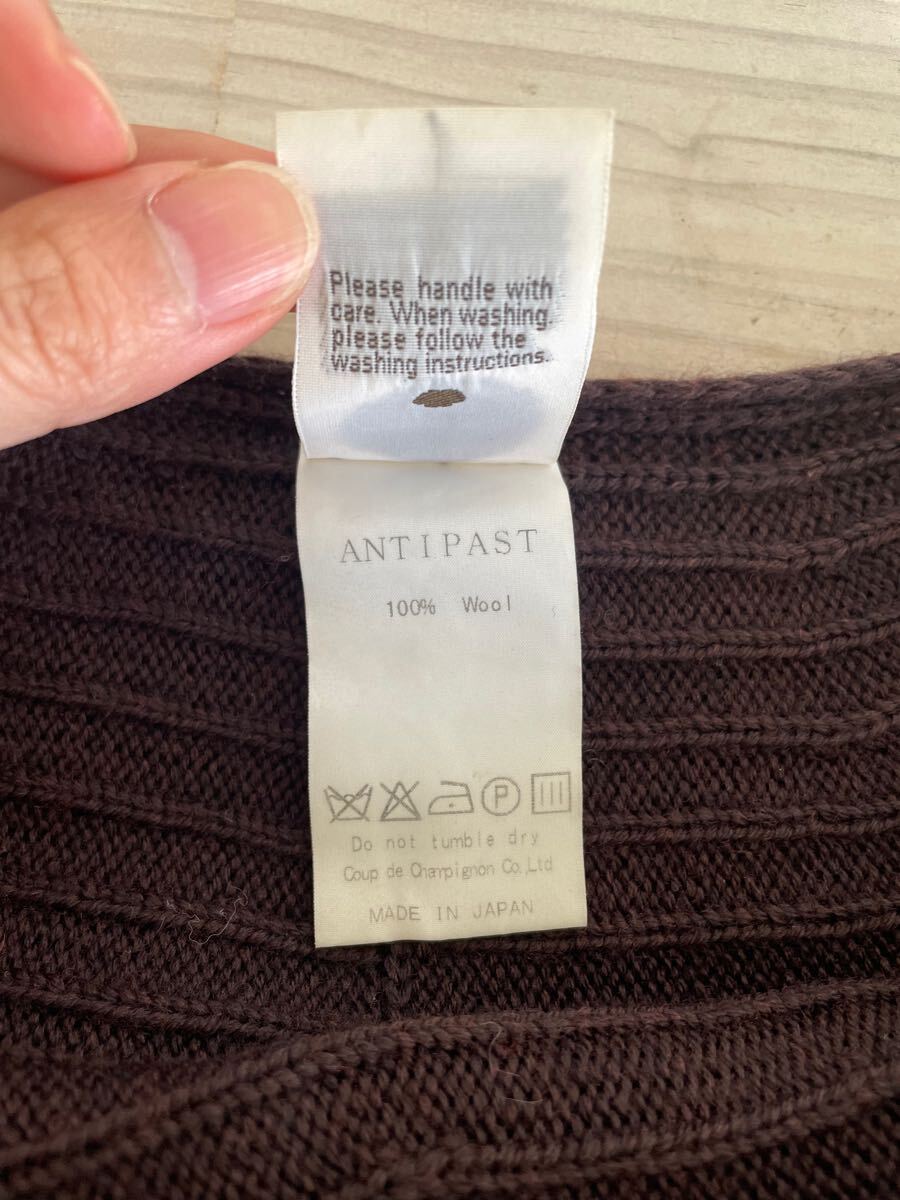 Please handle with
care. When washing,
please follow the
washing instructions.
ANTIPAST
100% Wool
P
Do not tumble dry
Coup de Champignon Co.,Ltd
MADE IN JAPAN